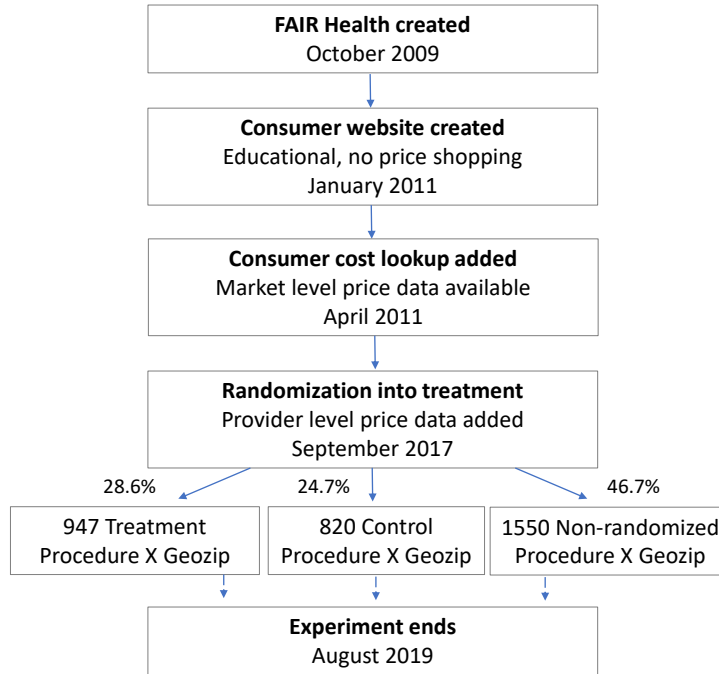 FAIR Health created
October 2009
Consumer website created
Educational, no price shopping
January 2011
Consumer cost lookup added
Market level price data available
April 2011
Randomization into treatment
Provider level price data added
September 2017
28.6%
24.7%
46.7%
947 Treatment
Procedure X Geozip
820 Control
Procedure X Geozip
1550 Non-randomized
Procedure X Geozip
Experiment ends
August 2019